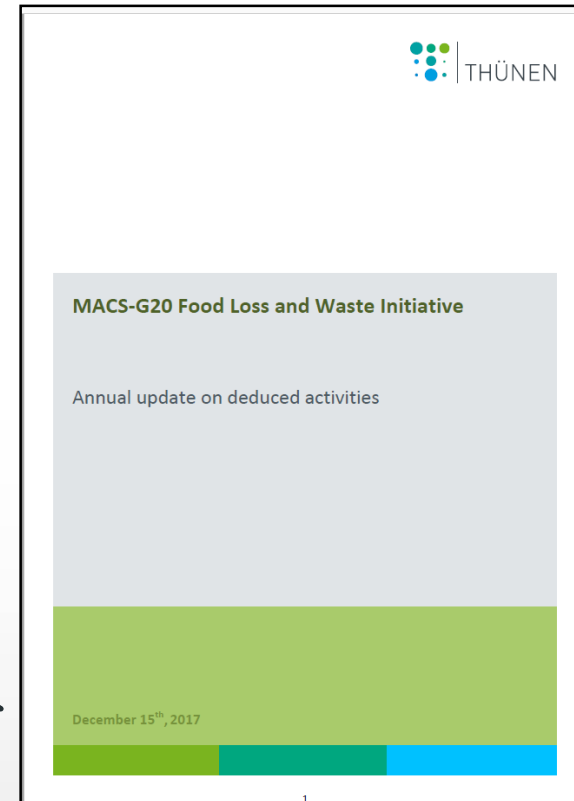 THÜNEN
MACS-G20 Food Loss and Waste Initiative
Annual update on deduced activities
December 15th, 2017
1